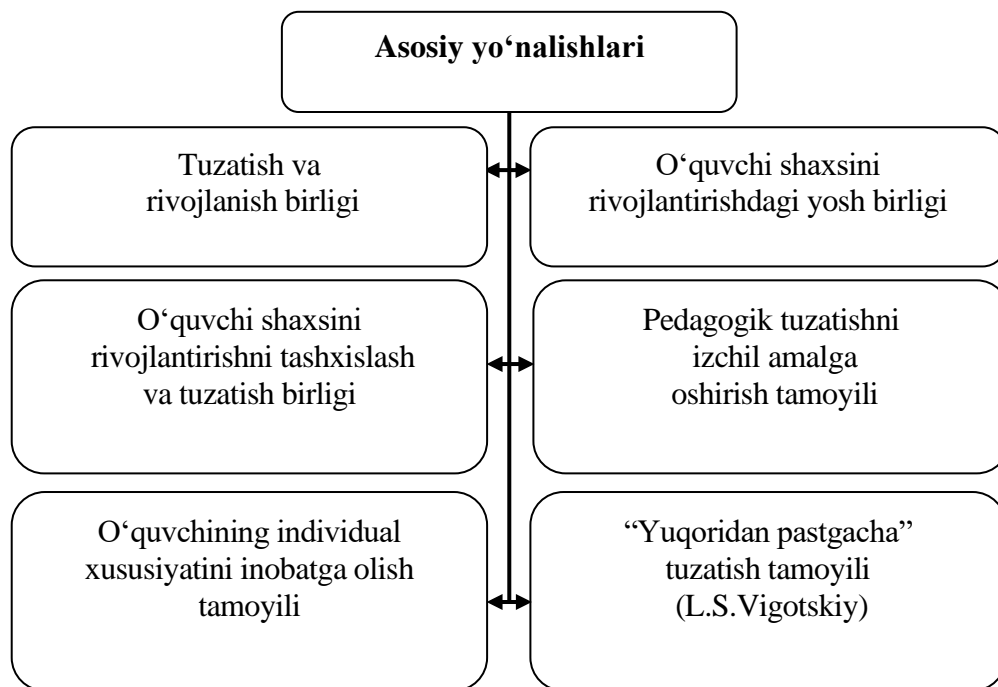 Asosiy yo‘nalishlari
Tuzatish va
rivojlanish birligi
O‘quvchi shaxsini
rivojlantirishdagi yosh birligi
O‘quvchi shaxsini
rivojlantirishni tashxislash
va tuzatish birligi
Pedagogik tuzatishni
izchil amalga
oshirish tamoyili
O‘quvchining individual
xususiyatini inobatga olish
tamoyili
“Yuqoridan pastgacha”
tuzatish tamoyili
(L.S.Vigotskiy)